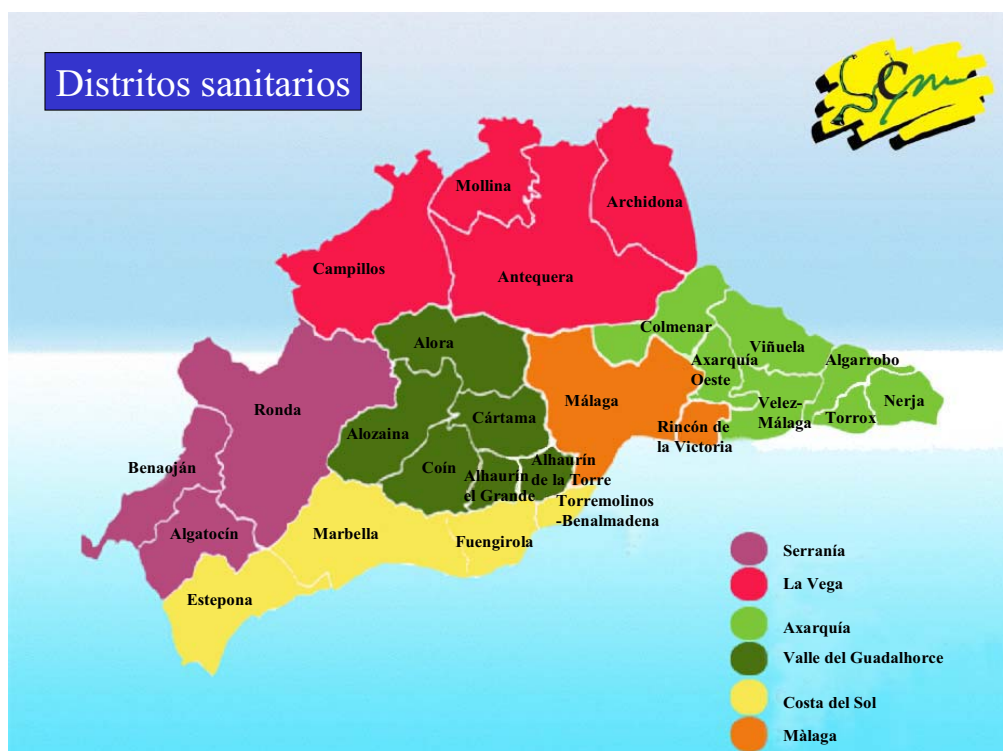 Distritos sanitarios
SCM
Mollina
Archidona
Campillos
Antequera
Colmenar
Alora
Viñuela
Axarquía
Oeste
Algarrobo
Ronda
Málaga
Nerja
Alozaina
Cártama
Velez-
Málaga
Torrox
Rincón de
la Victoria
Benaoján
Coín
Alhaurín
el Grande
Alhaurín
de la Torre
Torremolinos
-Benalmadena
Algatocín
Marbella
Fuengirola
Estepona
Serranía
La Vega
Axarquía
Valle del Guadalhorce
Costa del Sol
Màlaga